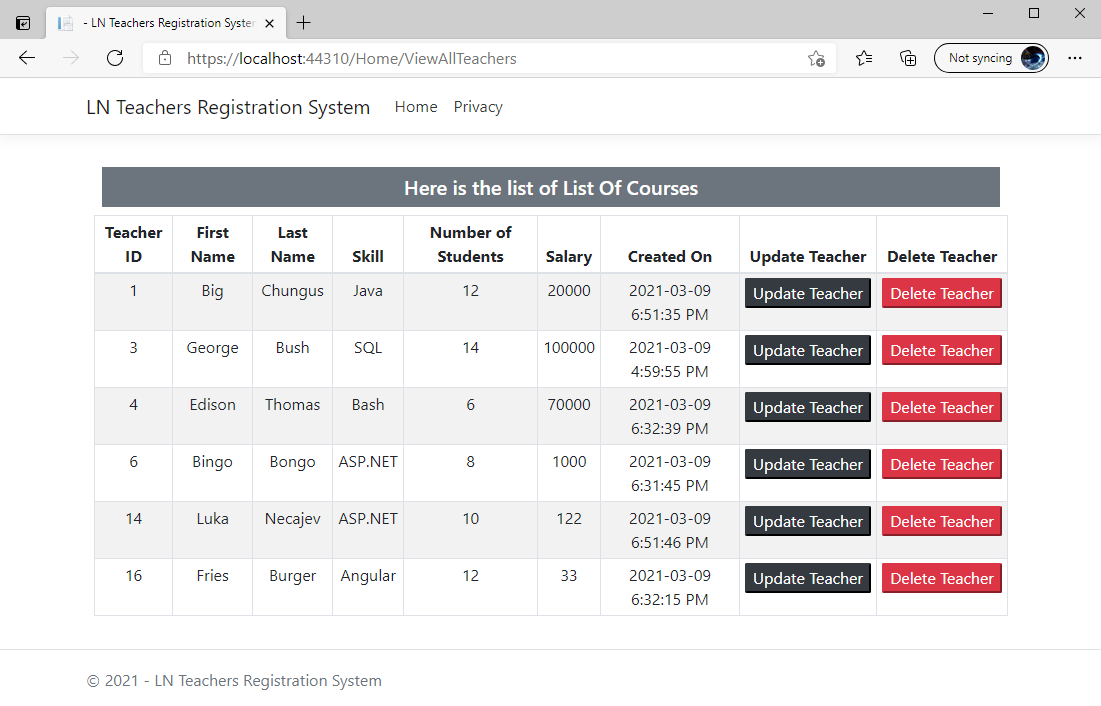 - LN Teachers Registration Syster
https://localhost:44310/Home/ViewAllTeachers
Not syncing
LN Teachers Registration System Home Privacy
Here is the list of List Of Courses
Teacher ID First Name Last Name Skill Number of Students Salary Created On Update Teacher Delete Teacher
1 Big Chungus Java 12 20000 2021-03-09 6:51:35 PM Update Teacher Delete Teacher
3 George Bush SQL 14 100000 2021-03-09 4:59:55 PM Update Teacher Delete Teacher
4 Edison Thomas Bash 6 70000 2021-03-09 6:32:39 PM Update Teacher Delete Teacher
6 Bingo Bongo ASP.NET 8 1000 2021-03-09 6:31:45 PM Update Teacher Delete Teacher
14 Luka Necajev ASP.NET 10 122 2021-03-09 6:51:46 PM Update Teacher Delete Teacher
16 Fries Burger Angular 12 33 2021-03-09 6:32:15 PM Update Teacher Delete Teacher
© 2021 - LN Teachers Registration System